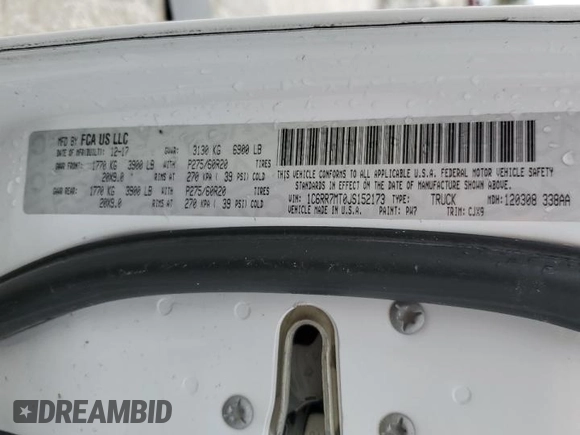 MFD BY FCA US LLC
DATE OF MFR(BUILT): 12-17 GVWR: 3130 KG 6900 LB
GAWR FRONT: 1770 KG 3900 LB WITH P275/60R20 TIRES
20X9.0 RIMS AT 270 KPA ( 39 PSI) COLD
GAWR REAR: 1770 KG 3900 LB WITH P275/60R20 TIRES
20X9.0 RIMS AT 270 KPA ( 39 PSI) COLD
THIS VEHICLE CONFORMS TO ALL APPLICABLE U.S.A. FEDERAL MOTOR VEHICLE SAFETY
STANDARDS IN EFFECT ON THE DATE OF MANUFACTURE SHOWN ABOVE.
VIN: 1C6RR7MT0JS152173 TYPE: TRUCK MDH: 120308 338AA
VEHICLE MADE IN U.S.A. PAINT: PW7 TRIM: CJX9
DREAMBID